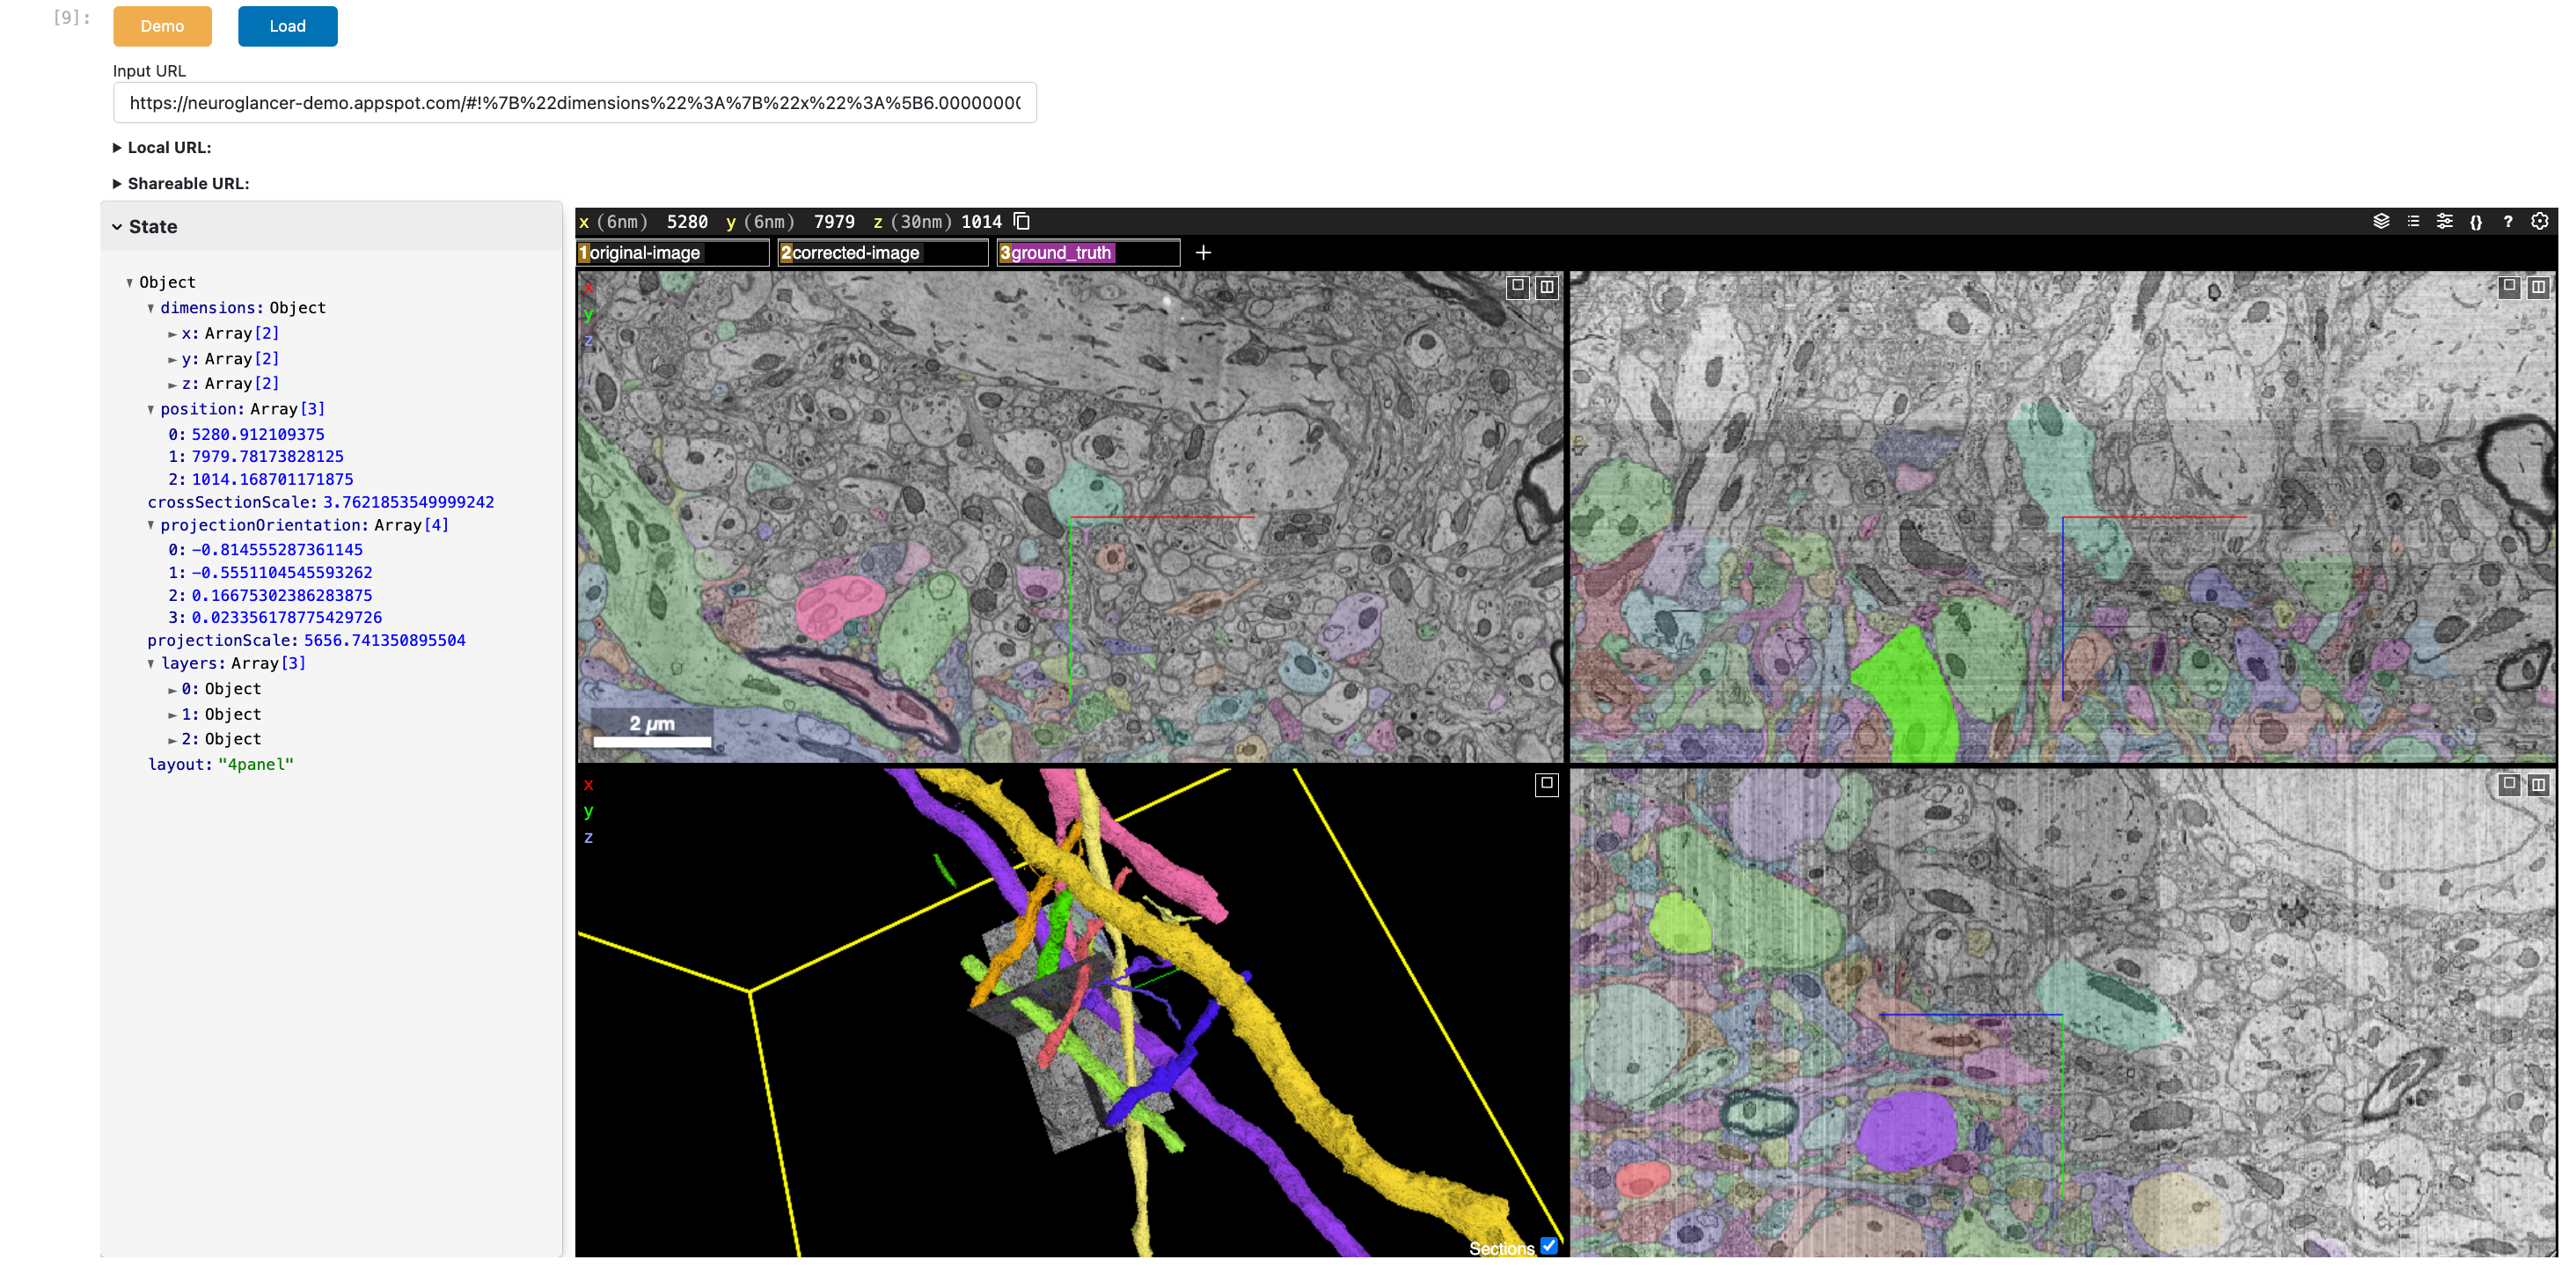 [9]:
Demo Load
Input URL
https://neuroglancer-demo.appspot.com/#!%7B%22dimensions%22%3A%7B%22x%22%3A%5B6.0000000
▶ Local URL:
▶ Shareable URL:
State
▼ Object
▼ dimensions: Object
► x: Array[2]
► y: Array[2]
► z: Array[2]
▼ position: Array[3]
0: 5280.912109375
1: 7979.78173828125
2: 1014.168701171875
crossSectionScale: 3.7621853549999242
▼ projectionOrientation: Array[4]
0: -0.814555287361145
1: -0.5551104545593262
2: 0.16675302386283875
3: 0.023356178775429726
projectionScale: 5656.741350895504
▼ layers: Array[3]
► 0: Object
► 1: Object
► 2: Object
layout: "4panel"
x (6nm) 5280 y (6nm) 7979 z (30nm) 1014
{} ?
1original-image 2corrected-image 3ground_truth +
x
y
z
2 µm
x
y
z
Sections